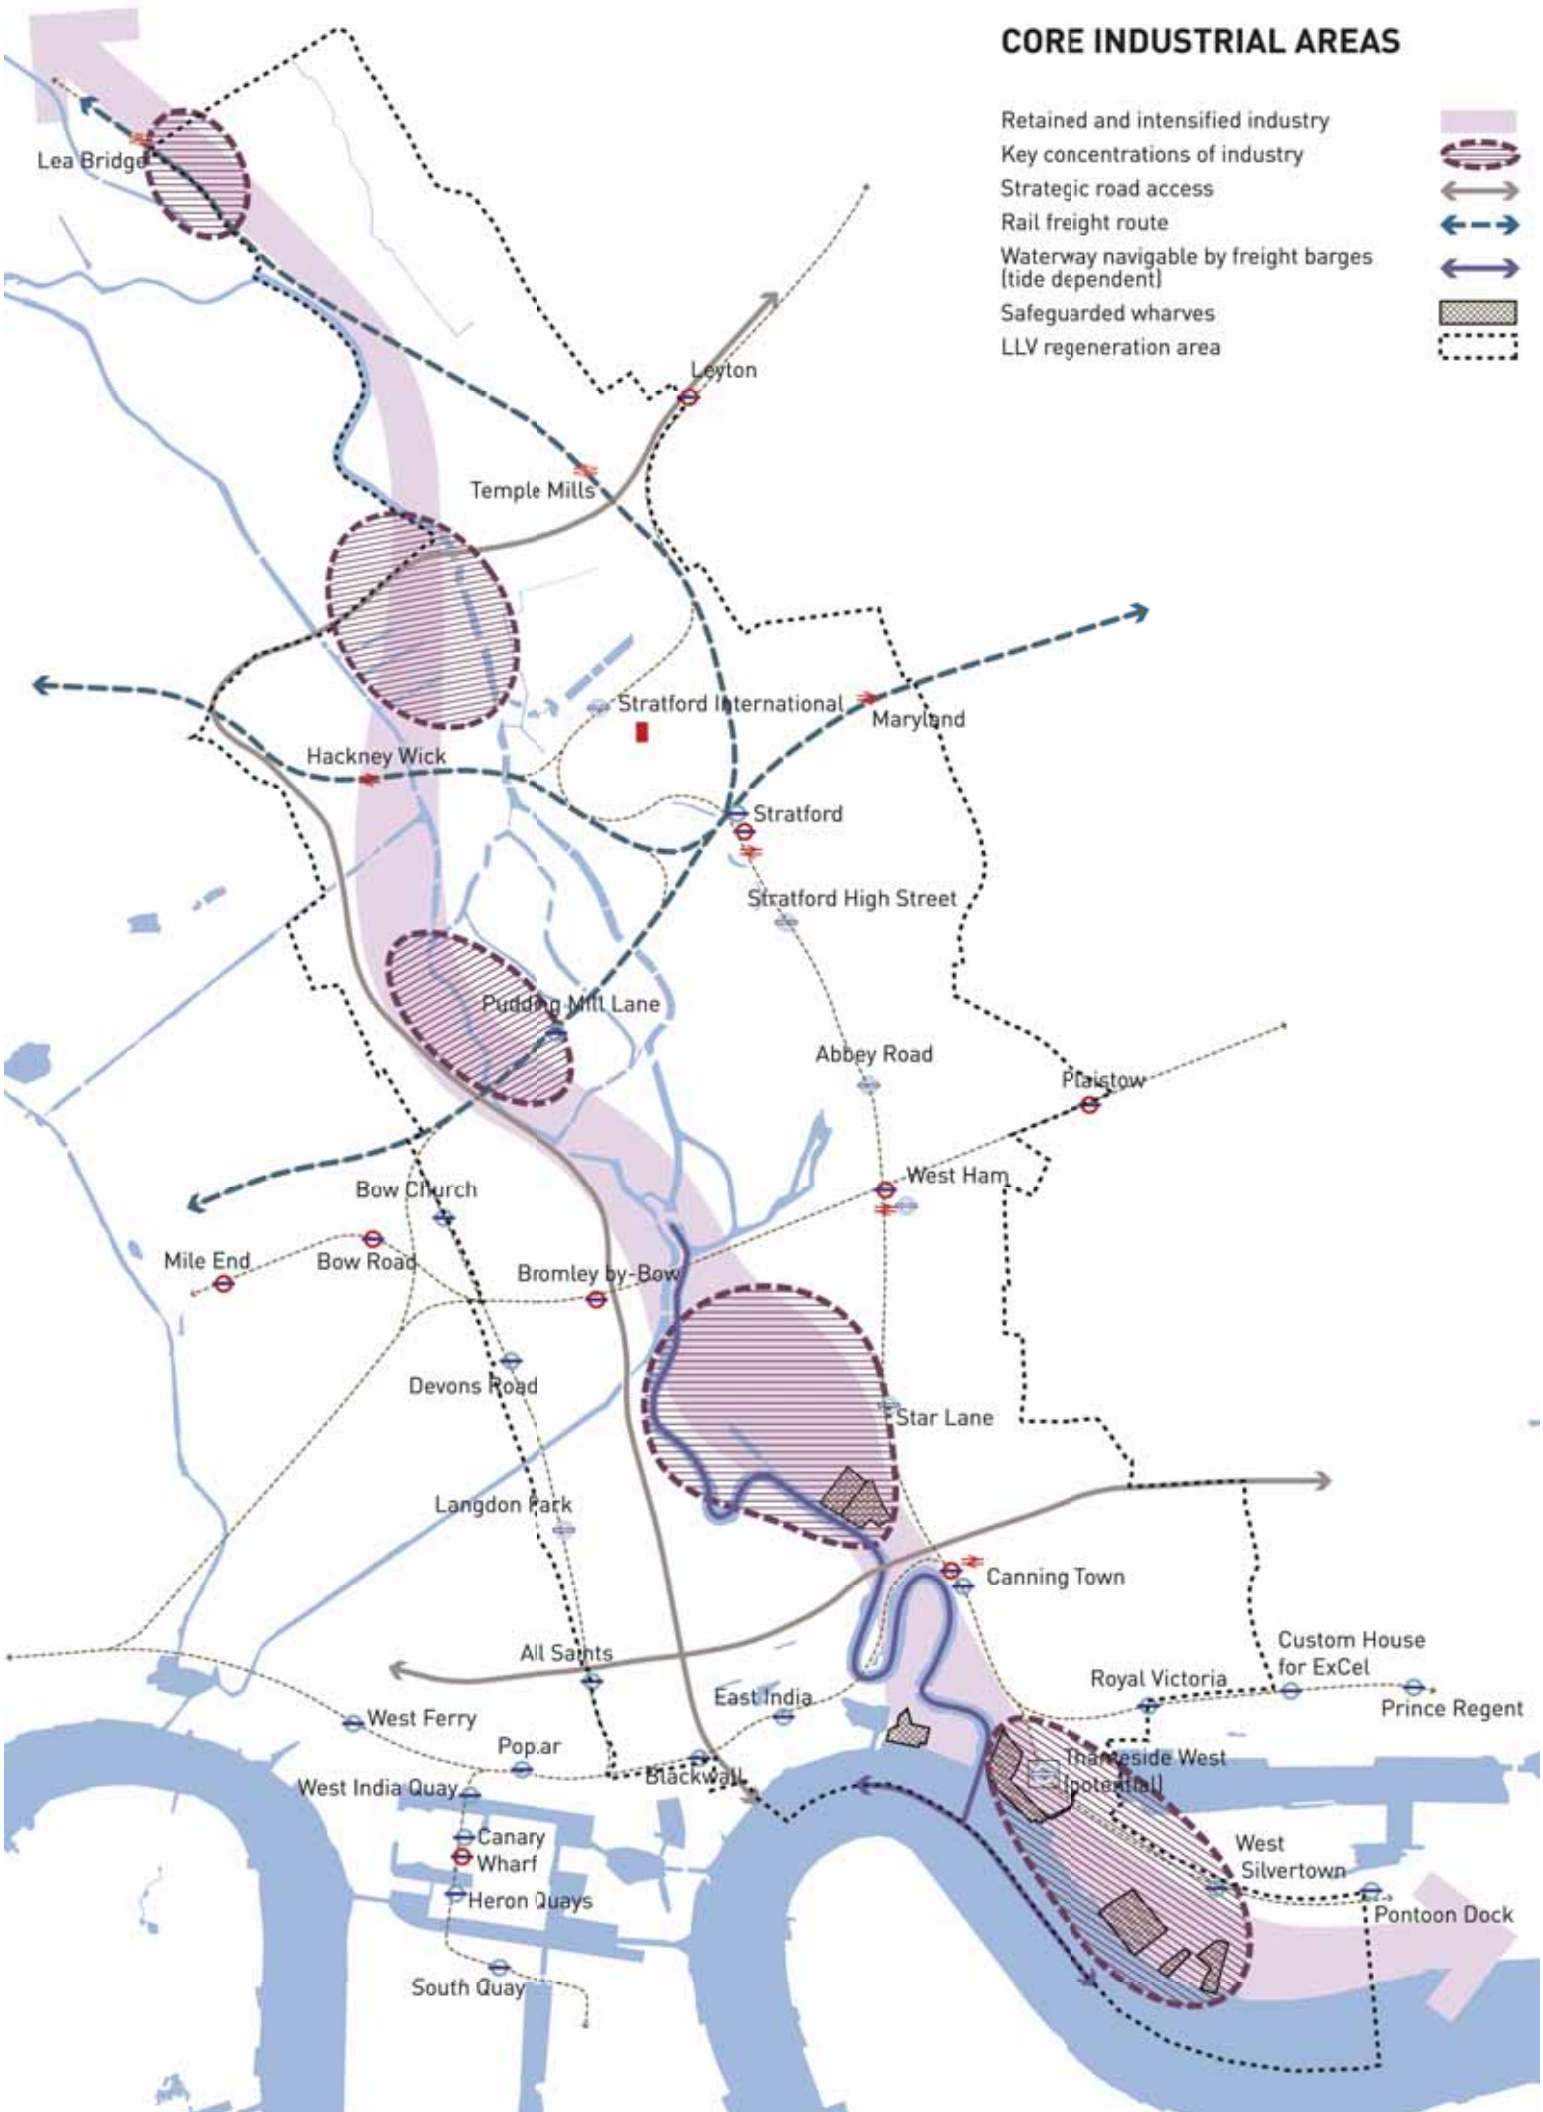 CORE INDUSTRIAL AREAS
Retained and intensified industry
Key concentrations of industry
Strategic road access
Rail freight route
Waterway navigable by freight barges
(tide dependent)
Safeguarded wharves
LLV regeneration area
Lea Bridge
Leyton
Temple Mills
Stratford International
Maryland
Hackney Wick
Stratford
Stratford High Street
Pudding Mill Lane
Abbey Road
Plaistow
West Ham
Bow Church
Mile End
Bow Road
Bromley by-Bow
Devons Road
Star Lane
Langdon Park
Canning Town
All Saints
Custom House
for ExCel
Royal Victoria
East India
Prince Regent
West Ferry
Poplar
Thameside West
(potential)
Blackwall
West India Quay
Canary
Wharf
West
Silvertown
Heron Quays
Pontoon Dock
South Quay